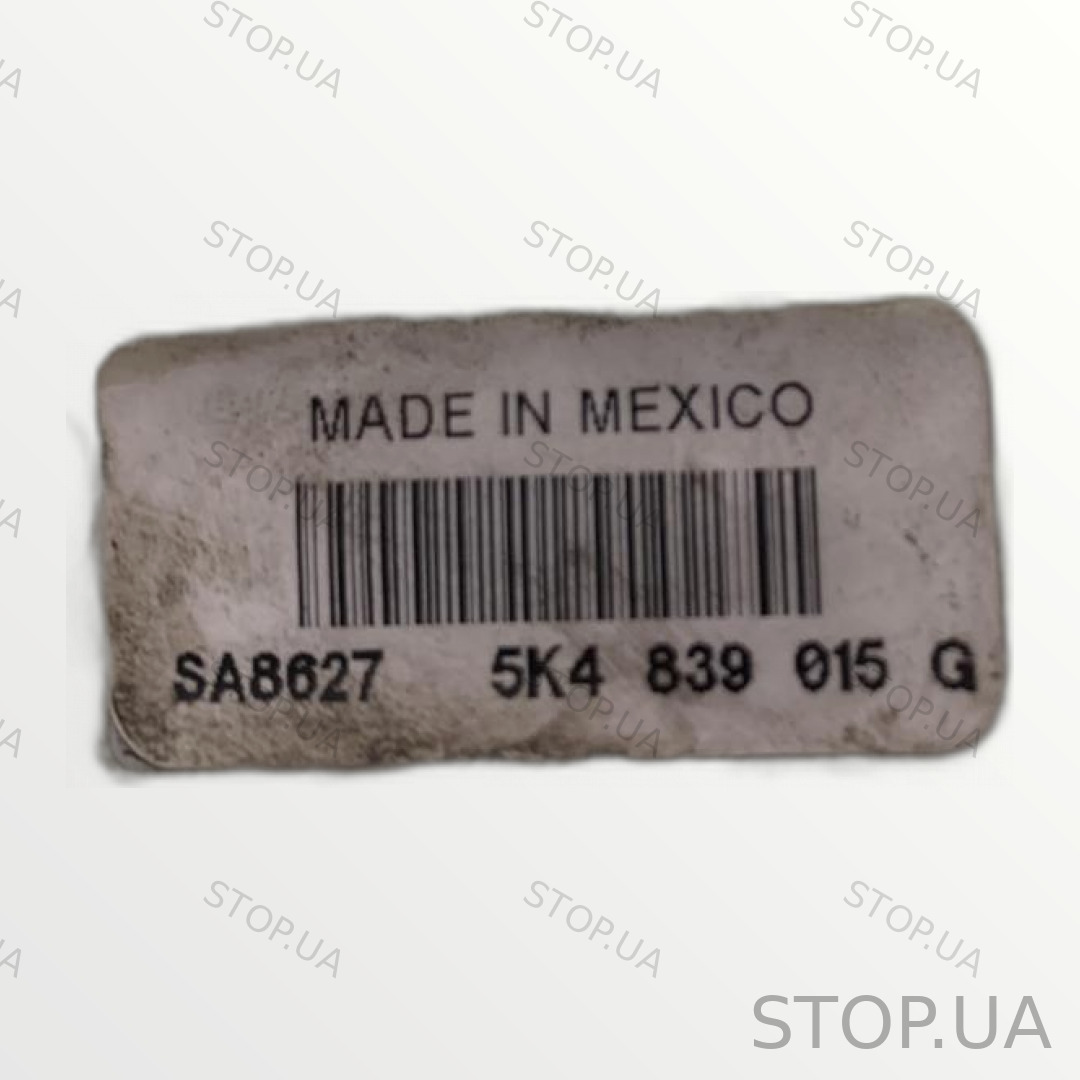 MADE IN MEXICO
SA8627 5K4 839 015 G
STOP.UA